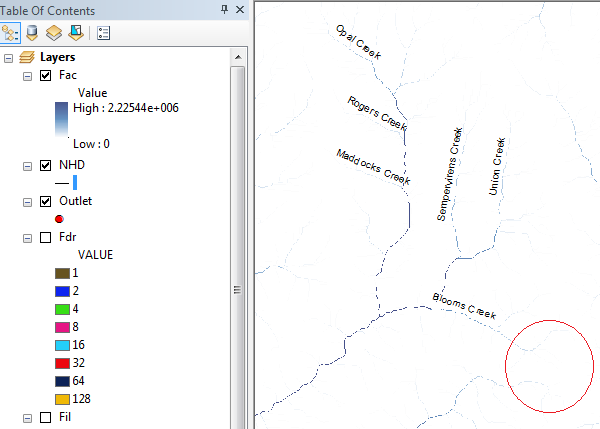 Table Of Contents
Layers
Fac
Value
High : 2.22544e+006
Low : 0
NHD
Outlet
Fdr
VALUE
1
2
4
8
16
32
64
128
Fil
Opal Creek
Rogers Creek
Maddocks Creek
Sempervirens Creek
Union Creek
Blooms Creek